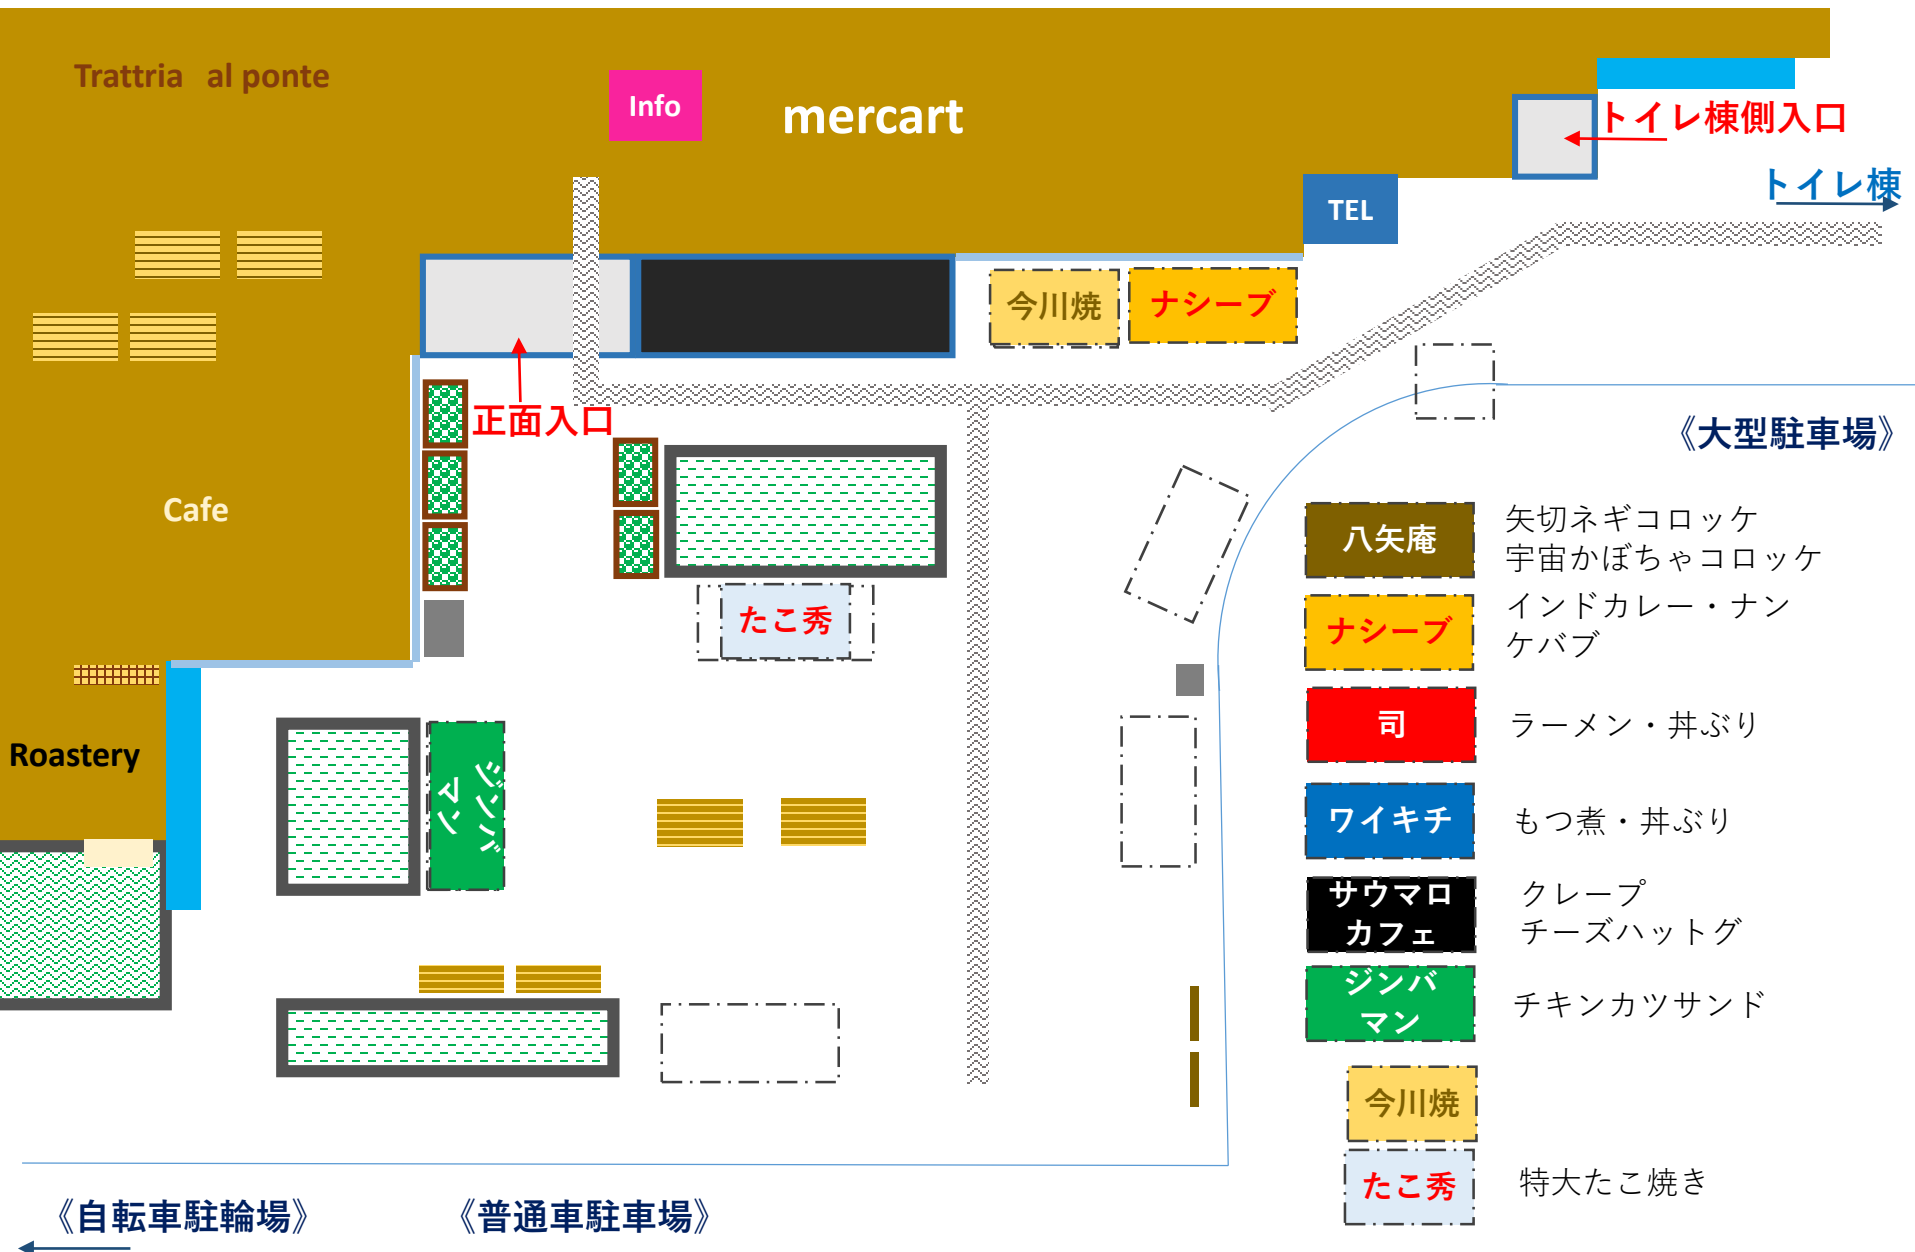 Trattria al ponte
Info
mercart
トイレ棟側入口
トイレ棟
TEL
今川焼
ナシーブ
正面入口
《大型駐車場》
Cafe
たこ秀
Roastery
ジンバ
マン
八矢庵
矢切ネギコロッケ
宇宙かぼちゃコロッケ
ナシーブ
インドカレー・ナン
ケバブ
司
ラーメン・丼ぶり
ワイキチ
もつ煮・丼ぶり
サウマロ
カフェ
クレープ
チーズハットグ
ジンバ
マン
チキンカツサンド
今川焼
たこ秀
特大たこ焼き
《自転車駐輪場》
《普通車駐車場》